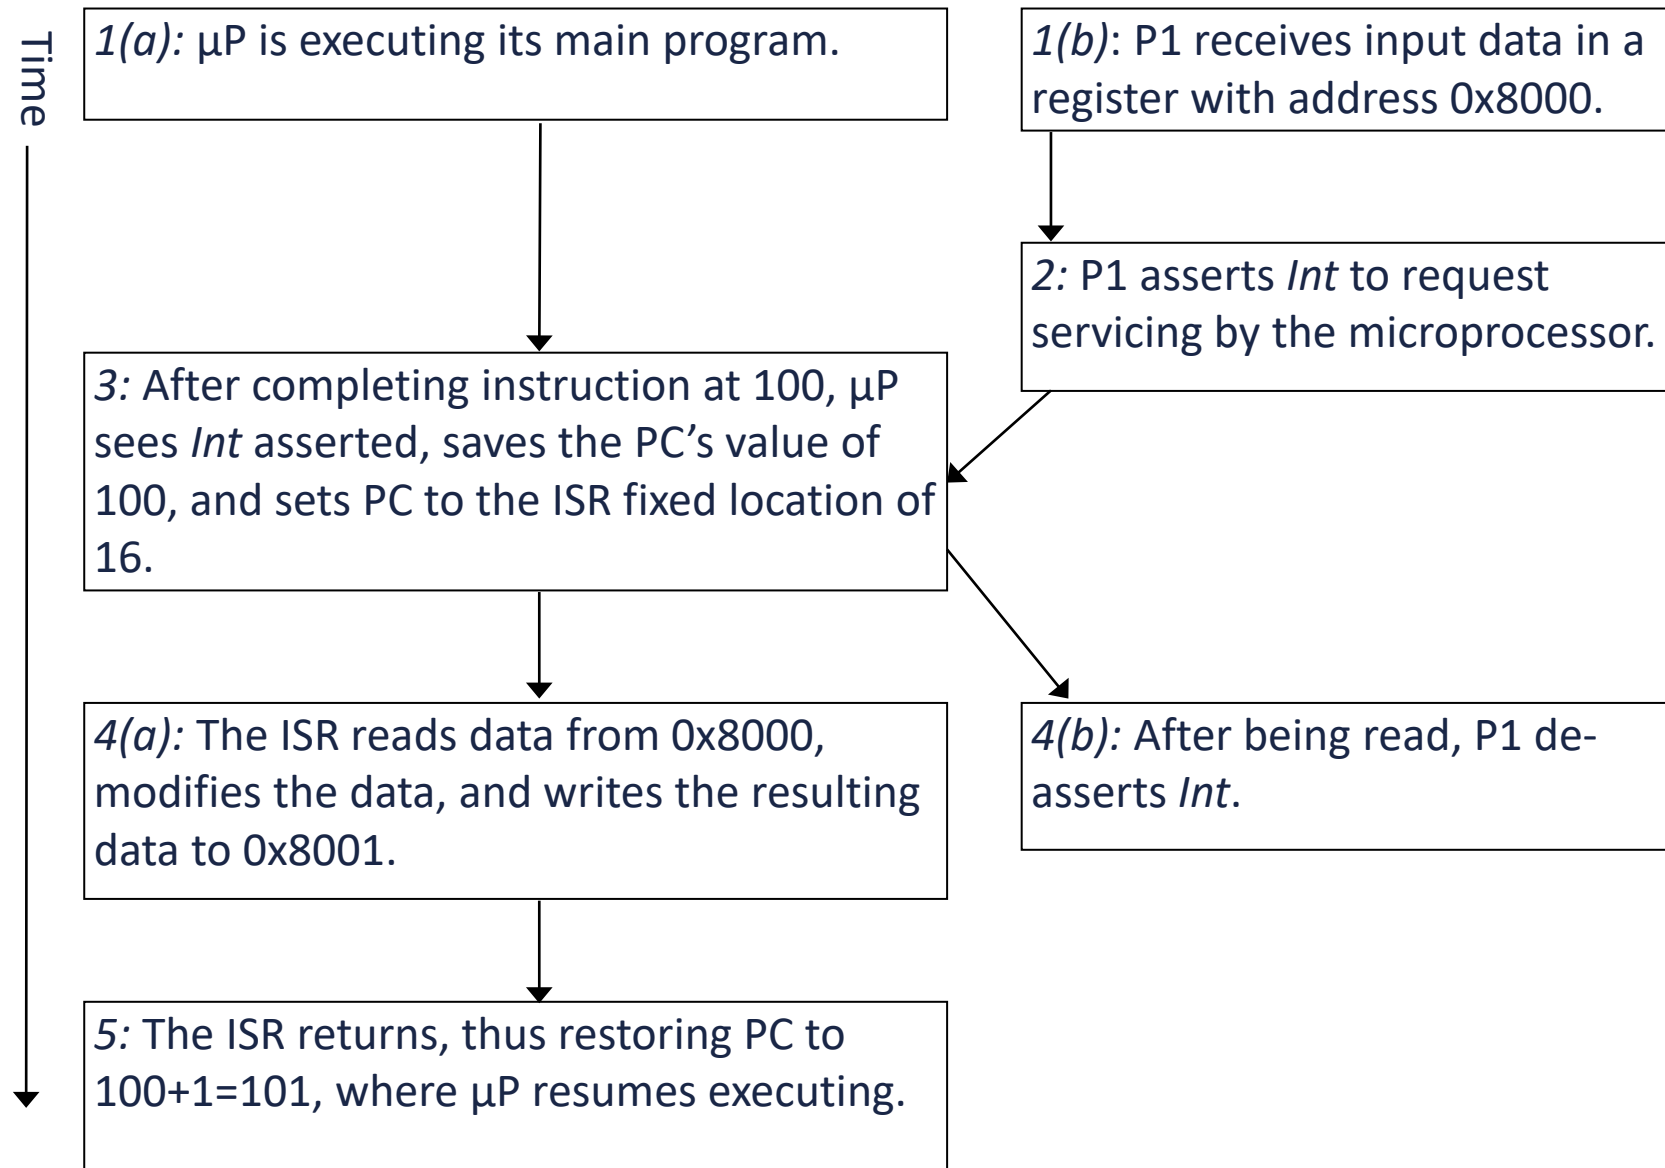 Time
1(a): µP is executing its main program.
1(b): P1 receives input data in a
register with address 0x8000.
2: P1 asserts Int to request
servicing by the microprocessor.
3: After completing instruction at 100, µP
sees Int asserted, saves the PC’s value of
100, and sets PC to the ISR fixed location of
16.
4(a): The ISR reads data from 0x8000,
modifies the data, and writes the resulting
data to 0x8001.
4(b): After being read, P1 de-
asserts Int.
5: The ISR returns, thus restoring PC to
100+1=101, where µP resumes executing.